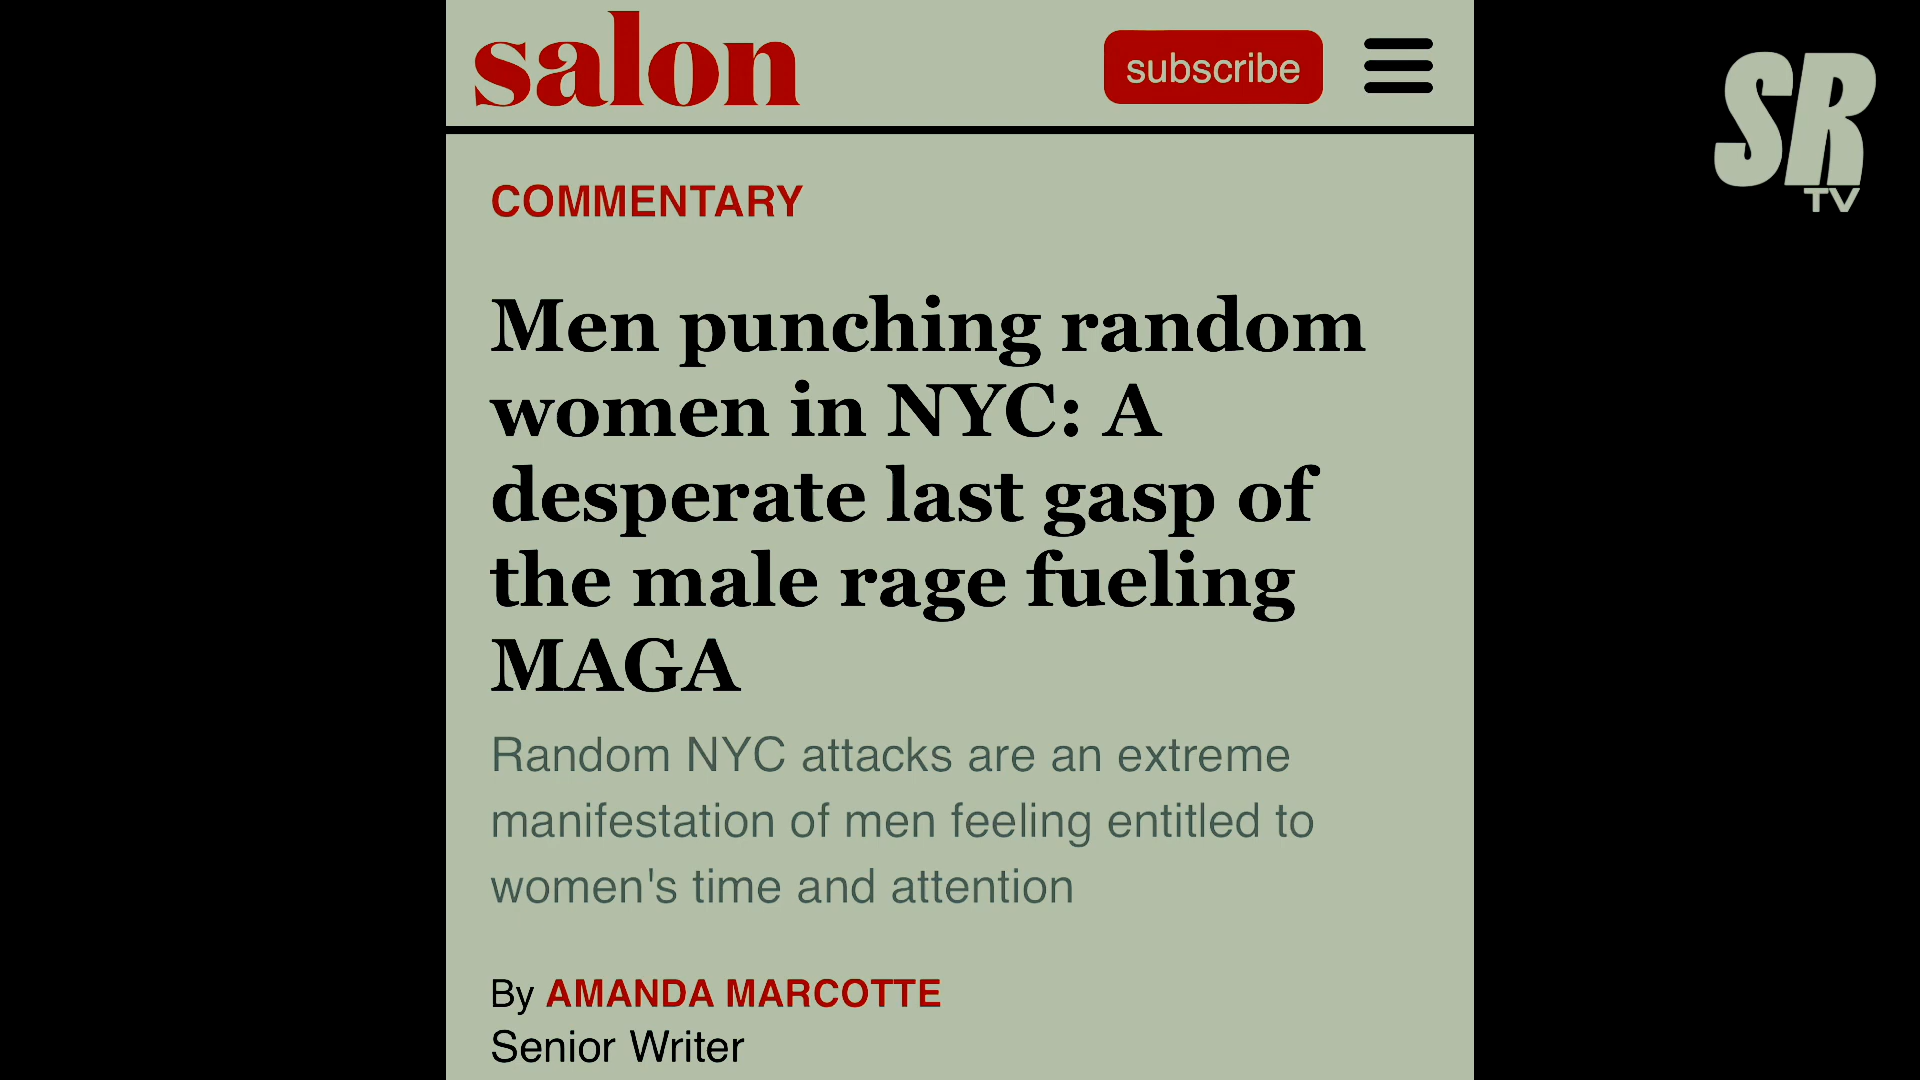 salon
subscribe
SR
TV
COMMENTARY
Men punching random
women in NYC: A
desperate last gasp of
the male rage fueling
MAGA
Random NYC attacks are an extreme
manifestation of men feeling entitled to
women's time and attention
By AMANDA MARCOTTE
Senior Writer